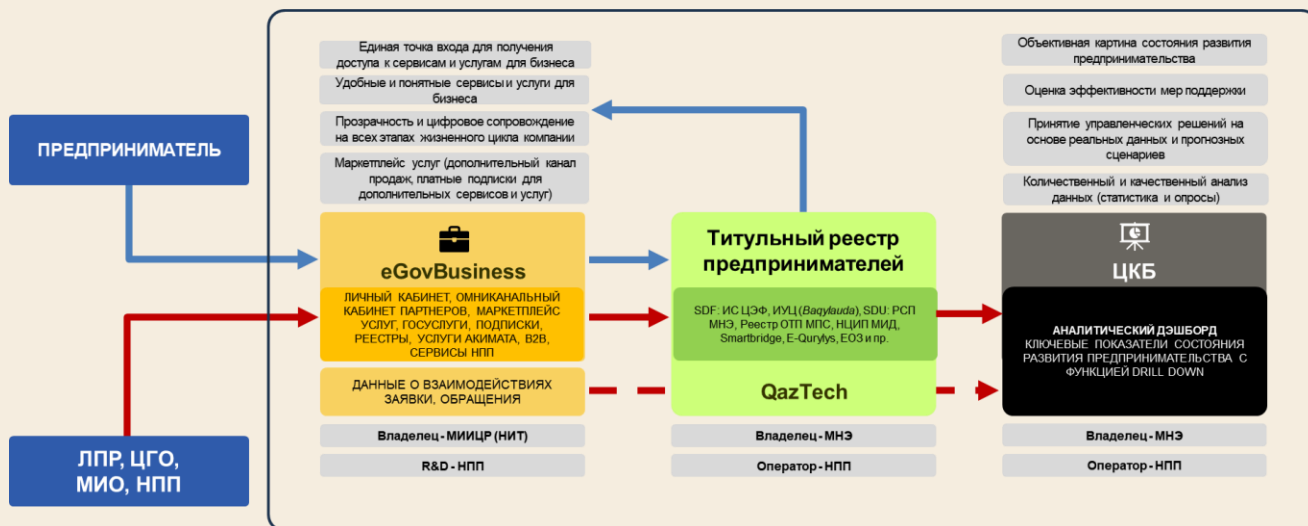 ПРЕДПРИНИМАТЕЛЬ
ЛПР, ЦГО,
МИО, НПП
Единая точка входа для получения
доступа к сервисам и услугам для бизнеса
Удобные и понятные сервисы и услуги для
бизнеса
Прозрачность и цифровое сопровождение
на всех этапах жизненного цикла компании
Маркетплейс услуг (дополнительный канал
продаж, платные подписки для
дополнительных сервисов и услуг)
eGovBusiness
ЛИЧНЫЙ КАБИНЕТ, ОМНИКАНАЛЬНЫЙ
КАБИНЕТ ПАРТНЕРОВ, МАРКЕТПЛЕЙС
УСЛУГ, ГОСУСЛУГИ, ПОДПИСКИ,
РЕЕСТРЫ, УСЛУГИ АКИМАТА, B2B,
СЕРВИСЫ НПП
ДАННЫЕ О ВЗАИМОДЕЙСТВИЯХ
ЗАЯВКИ, ОБРАЩЕНИЯ
Владелец - МИИЦР (НИТ)
R&D - НПП
Титульный реестр
предпринимателей
SDF: ИС ЦЭФ, ИУЦ (Baqylauda), SDU: РСП
МНЭ, Реестр ОТП МПС, НЦИП МИД,
Smartbridge, E-Qurylys, ЕОЗ и пр.
QazTech
Владелец - МНЭ
Оператор - НПП
Объективная картина состояния развития
предпринимательства
Оценка эффективности мер поддержки
Принятие управленческих решений на
основе реальных данных и прогнозных
сценариев
Количественный и качественный анализ
данных (статистика и опросы)
ЦКБ
АНАЛИТИЧЕСКИЙ ДЭШБОРД
КЛЮЧЕВЫЕ ПОКАЗАТЕЛИ СОСТОЯНИЯ
РАЗВИТИЯ ПРЕДПРИНИМАТЕЛЬСТВА С
ФУНКЦИЕЙ DRILL DOWN
Владелец - МНЭ
Оператор - НПП